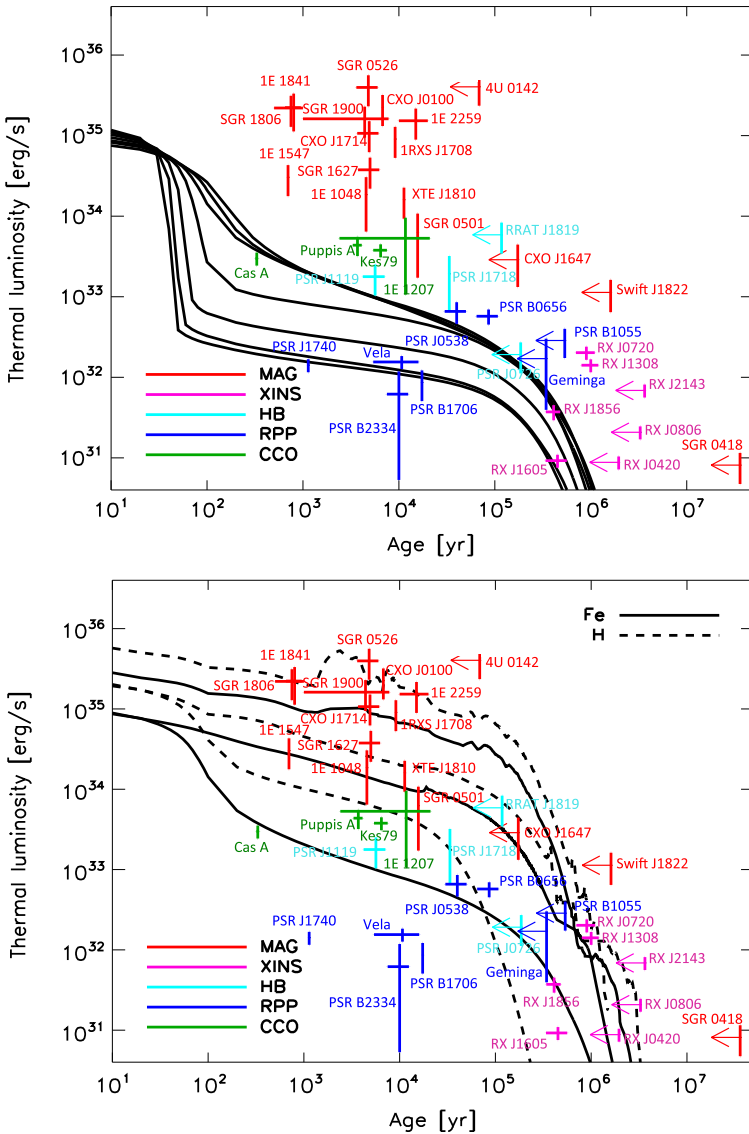 10^36
10^35
10^34
10^33
10^32
10^31
Thermal luminosity [erg/s]
SGR 0526
1E 1841
4U 0142
CXO J0100
SGR 1900
SGR 1806
1E 2259
CXO J1714
1RXS J1708
1E 1547
SGR 1627
1E 1048
XTE J1810
SGR 0501
RRAT J1819
Puppis A
Kes79
CXO J1647
Cas A
PSR J1119
PSR J1718
1E 1207
Swift J1822
PSR B0656
PSR J0538
PSR B1055
PSR J1740
Vela
RX J0720
RX J1308
PSR J0726
Geminga
RX J2143
PSR B1706
RX J1856
PSR B2334
RX J0806
SGR 0418
RX J1605
RX J0420
MAG
XINS
HB
RPP
CCO
10^1 10^2 10^3 10^4 10^5 10^6 10^7
Age [yr]
Fe
H
10^36
10^35
10^34
10^33
10^32
10^31
Thermal luminosity [erg/s]
SGR 0526
1E 1841
4U 0142
CXO J0100
SGR 1900
SGR 1806
1E 2259
CXO J1714
1RXS J1708
1E 1547
SGR 1627
1E 1048
XTE J1810
SGR 0501
RRAT J1819
Puppis A
Kes79
CXO J1647
Cas A
PSR J1119
PSR J1718
1E 1207
Swift J1822
PSR B0656
PSR J0538
PSR B1055
PSR J1740
Vela
RX J0720
RX J1308
PSR J0726
Geminga
RX J2143
PSR B1706
RX J1856
PSR B2334
RX J0806
SGR 0418
RX J1605
RX J0420
MAG
XINS
HB
RPP
CCO
10^1 10^2 10^3 10^4 10^5 10^6 10^7
Age [yr]